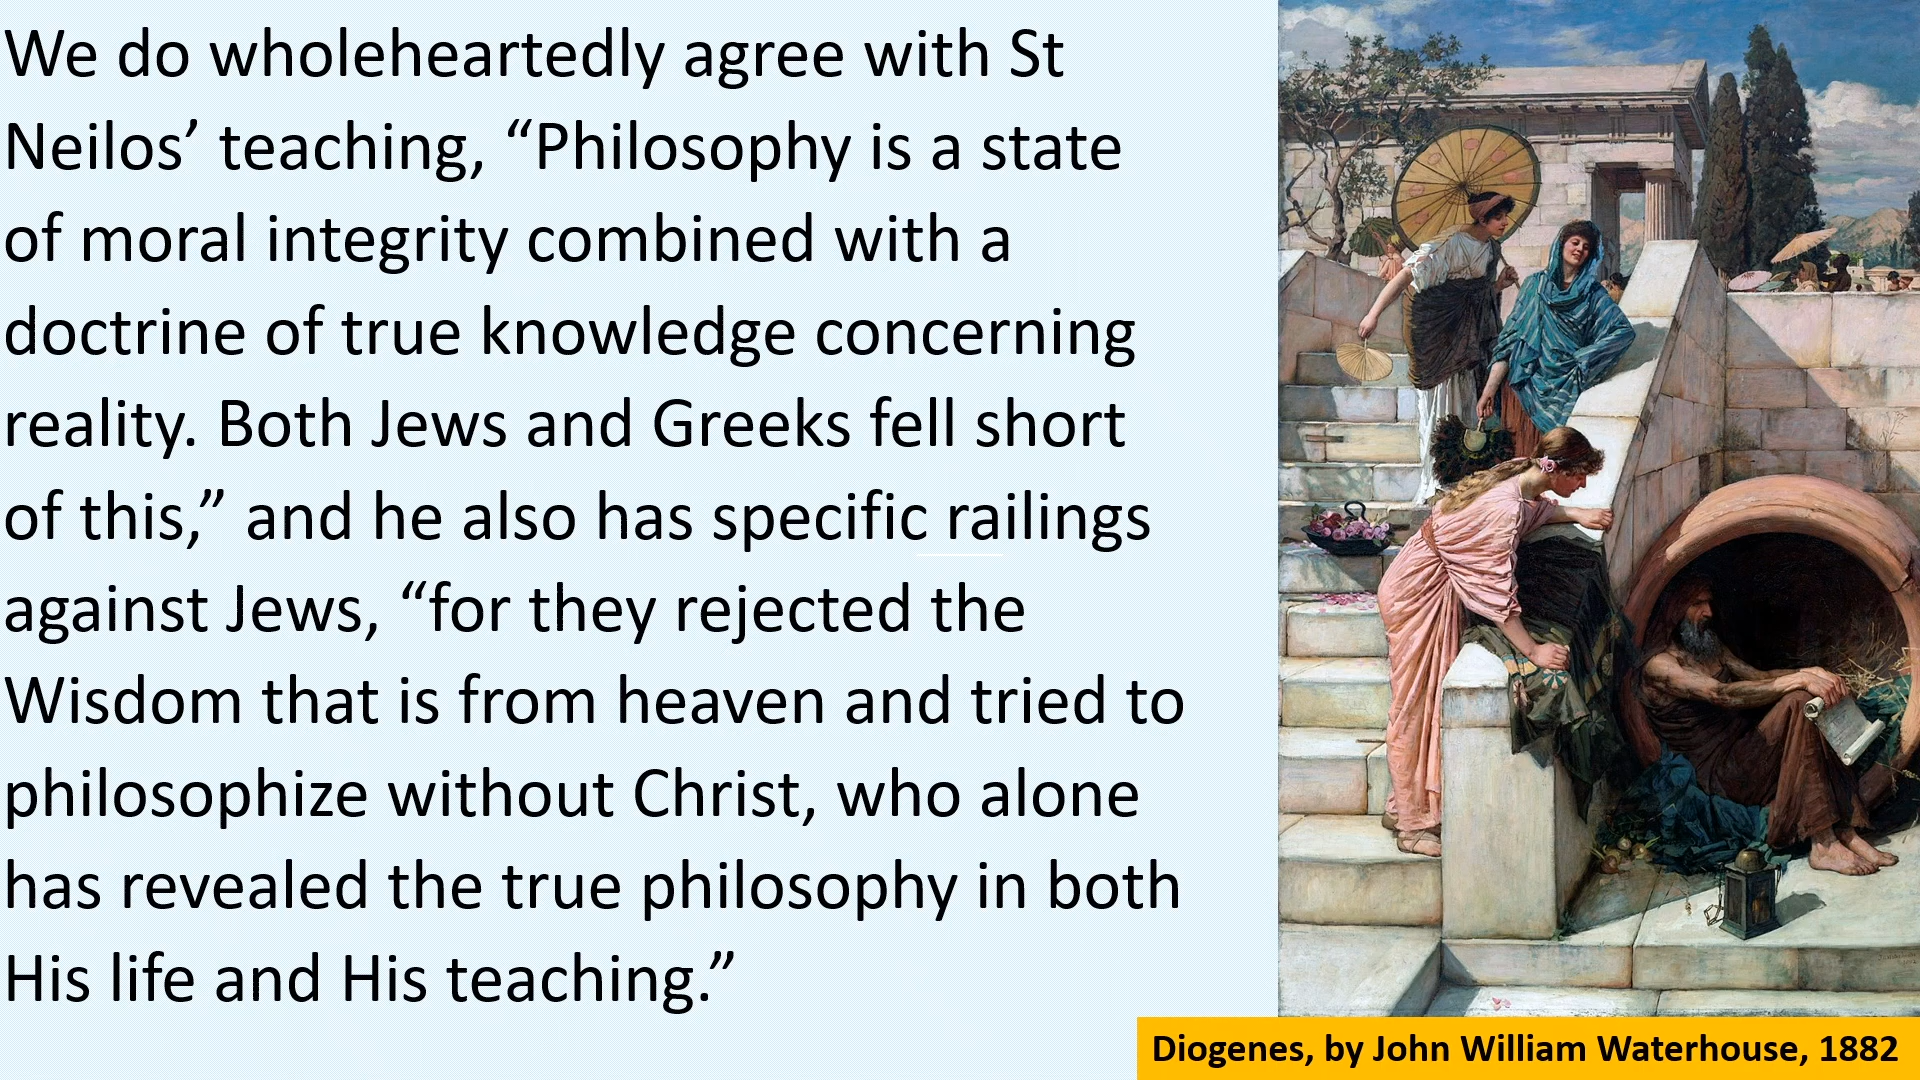 We do wholeheartedly agree with St
Neilos’ teaching, “Philosophy is a state
of moral integrity combined with a
doctrine of true knowledge concerning
reality. Both Jews and Greeks fell short
of this,” and he also has specific railings
against Jews, “for they rejected the
Wisdom that is from heaven and tried to
philosophize without Christ, who alone
has revealed the true philosophy in both
His life and His teaching.”
Diogenes, by John William Waterhouse, 1882